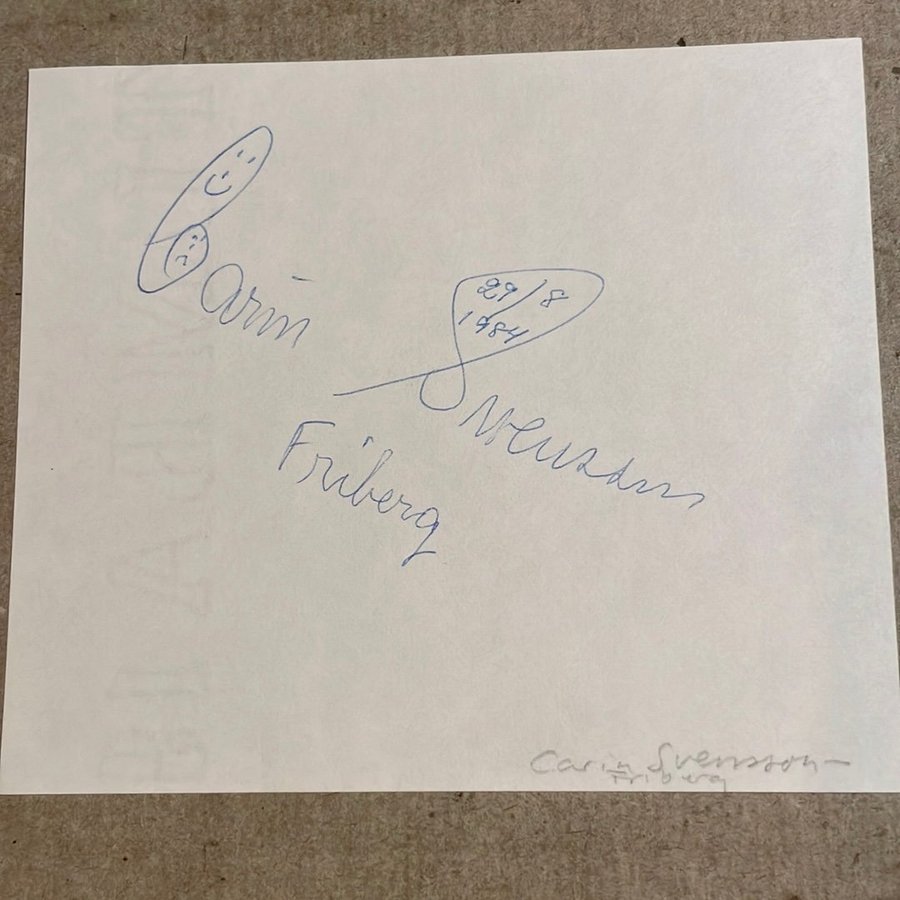 Carin
29/8
1984
Svensson
Friberg
Carin Svensson-
Friberg